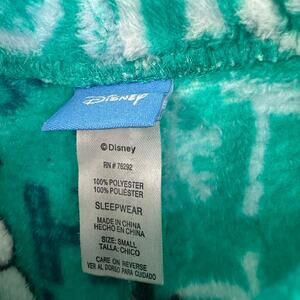 Disney
©Disney
RN # 76292
100% POLYESTER
100% POLIÉSTER
SLEEPWEAR
MADE IN CHINA
HECHO EN CHINA
SIZE: SMALL
TALLA: CHICO
CARE ON REVERSE
VER AL DORSO PARA CUIDADO